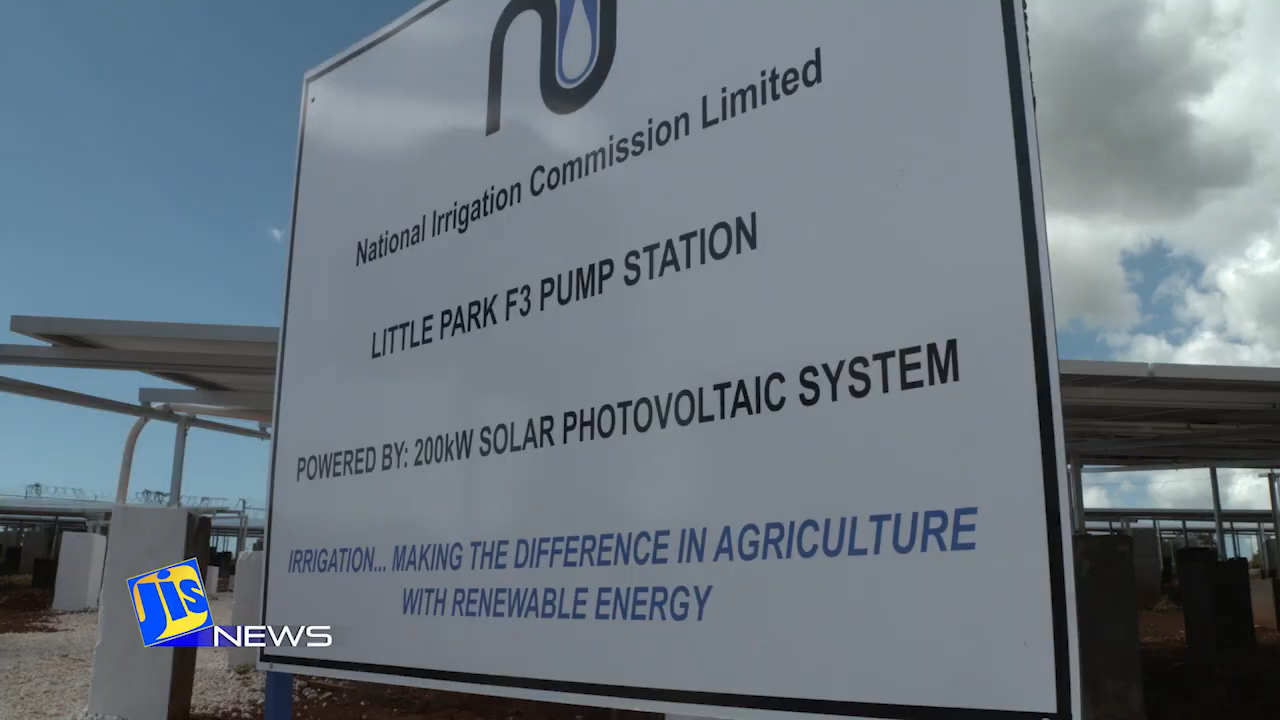 National Irrigation Commission Limited
LITTLE PARK F3 PUMP STATION
POWERED BY: 200kW SOLAR PHOTOVOLTAIC SYSTEM
IRRIGATION... MAKING THE DIFFERENCE IN AGRICULTURE
WITH RENEWABLE ENERGY
jis NEWS